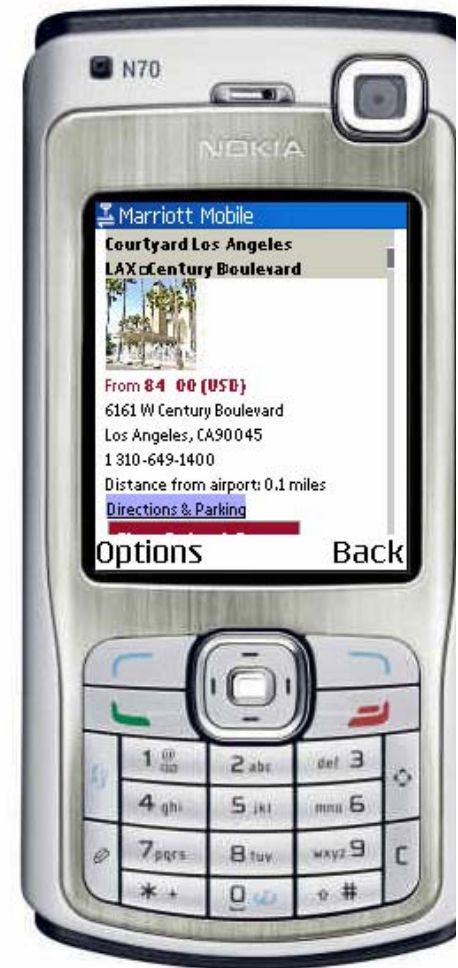 N70
NOKIA
Marriott Mobile
Courtyard Los Angeles
LAX□Century Boulevard
From 84 00 (USD)
6161 W Century Boulevard
Los Angeles, CA90045
1 310-649-1400
Distance from airport: 0.1 miles
Directions & Parking
Options Back
1 @ 2 abc def 3
4 ghi 5 jkl mno 6
7 pqrs 8 tuv wxyz 9 C
* + 0 #